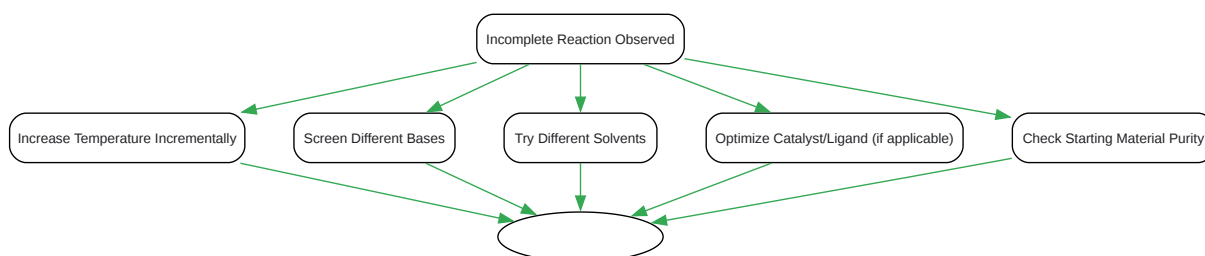 Incomplete Reaction Observed
Increase Temperature Incrementally
Screen Different Bases
Try Different Solvents
Optimize Catalyst/Ligand (if applicable)
Check Starting Material Purity